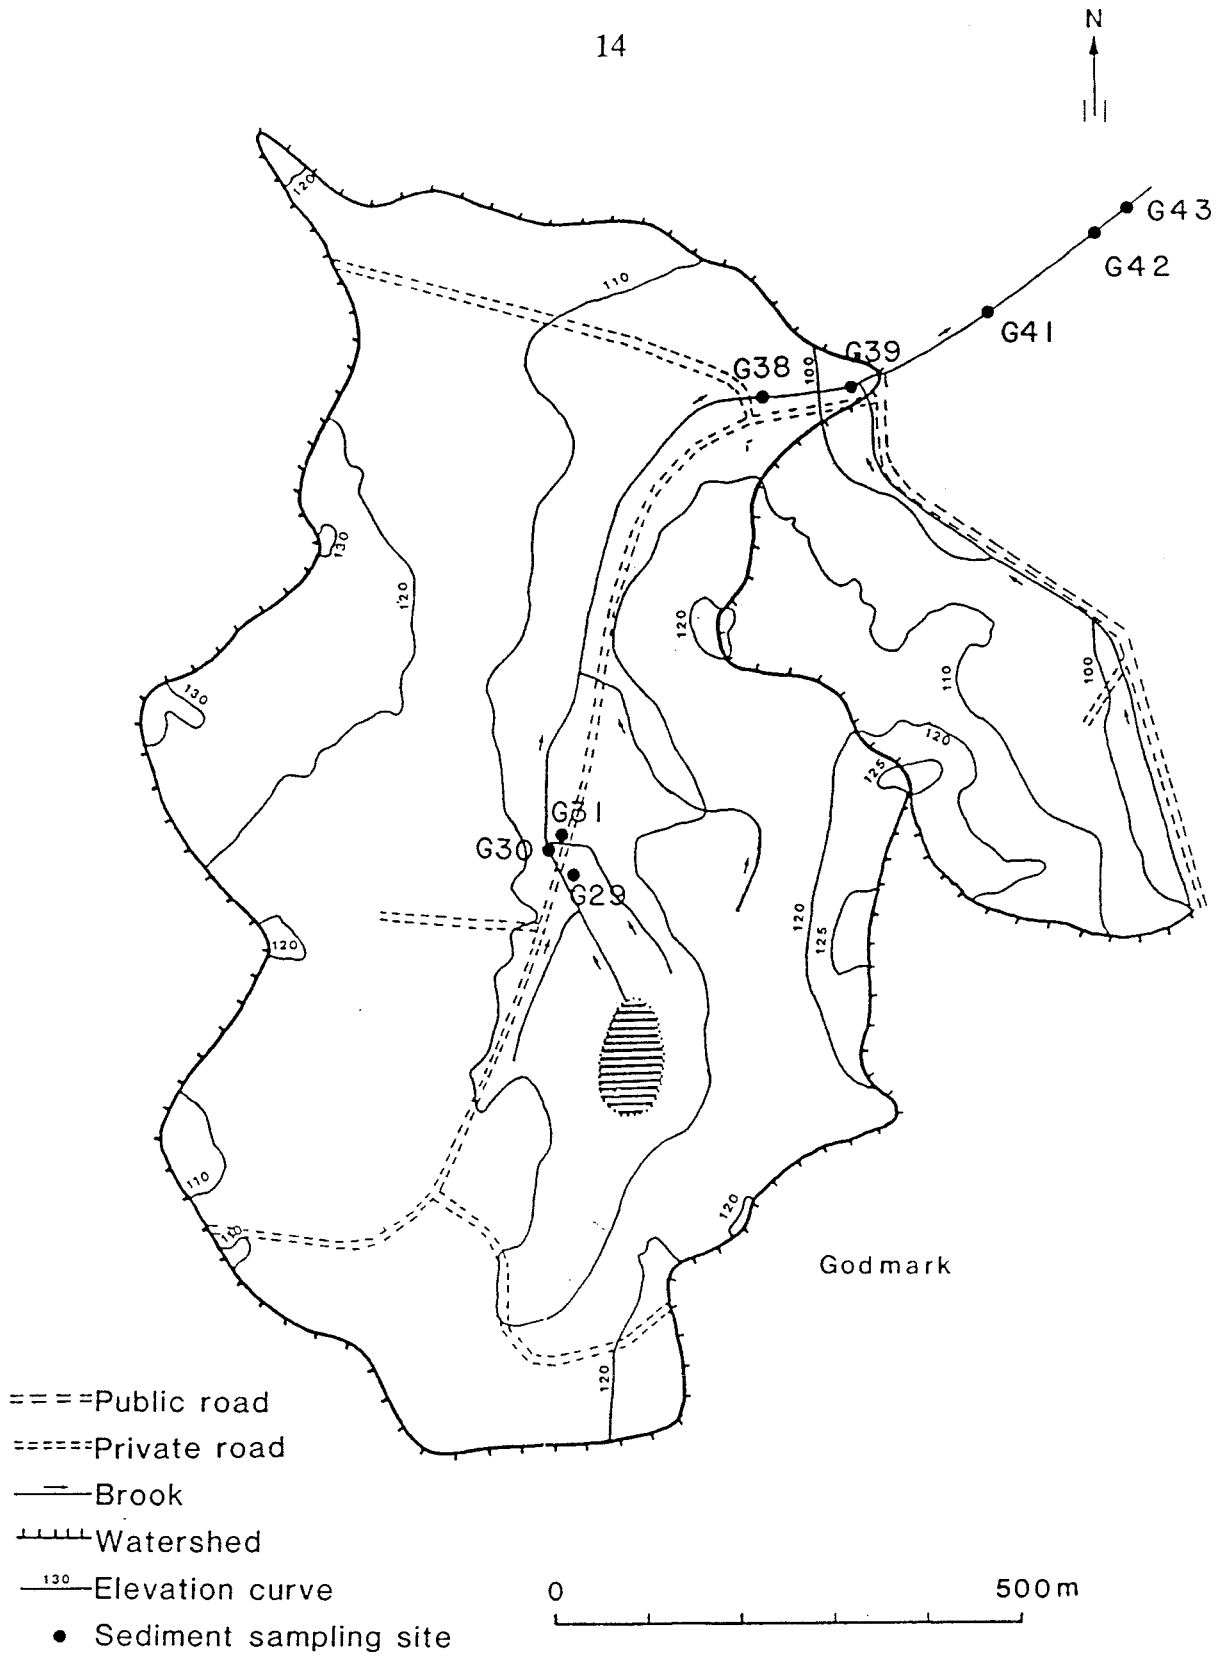 14
N
120
G43
G42
110
G41
G39
G38
100
130
120
120
130
110
100
120
125
G31
G30
G29
120
125
120
110
110
120
Godmark
120
Public road
Private road
Brook
Watershed
130 Elevation curve
Sediment sampling site
0 500m